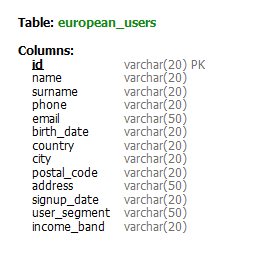 Table: european_users
Columns:
id varchar(20) PK
name varchar(20)
surname varchar(20)
phone varchar(20)
email varchar(50)
birth_date varchar(20)
country varchar(20)
city varchar(20)
postal_code varchar(20)
address varchar(50)
signup_date varchar(20)
user_segment varchar(50)
income_band varchar(20)